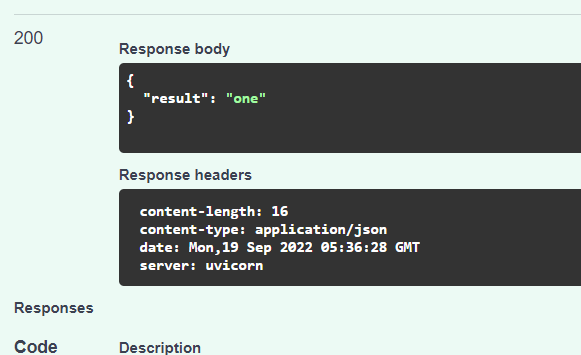 200
Response body
{
"result": "one"
}
Response headers
content-length: 16
content-type: application/json
date: Mon,19 Sep 2022 05:36:28 GMT
server: uvicorn
Responses
Code Description